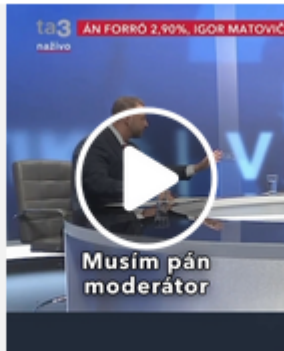 ta3 ÁN FORRÓ 2,90%, IGOR MATOVIČ
naživo
V
Musím pán
moderátor